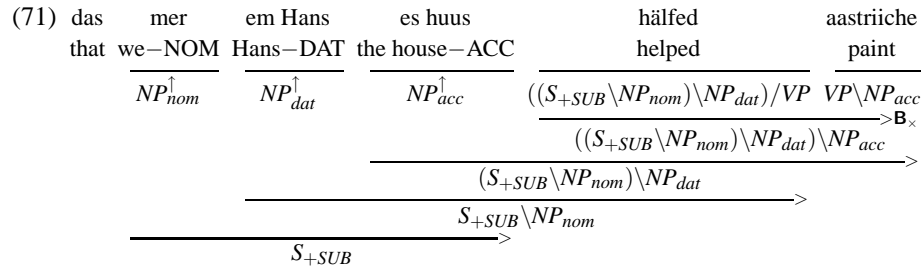 (71) das mer em Hans es huus hälfed aastriiche
that we−NOM Hans−DAT the house−ACC helped paint
NP↑nom NP↑dat NP↑acc ((S+SUB\NPnom)\NPdat)/VP VP\NPacc
>B×
((S+SUB\NPnom)\NPdat)\NPacc
>
(S+SUB\NPnom)\NPdat
>
S+SUB\NPnom
>
S+SUB